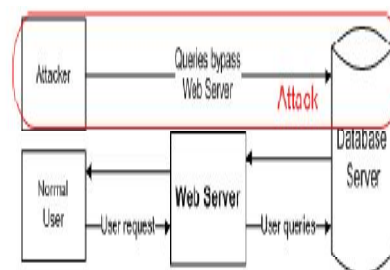 Attacker
Queries bypass
Web Server
Attack
Database
Server
Normal
User
Web Server
User request
User queries